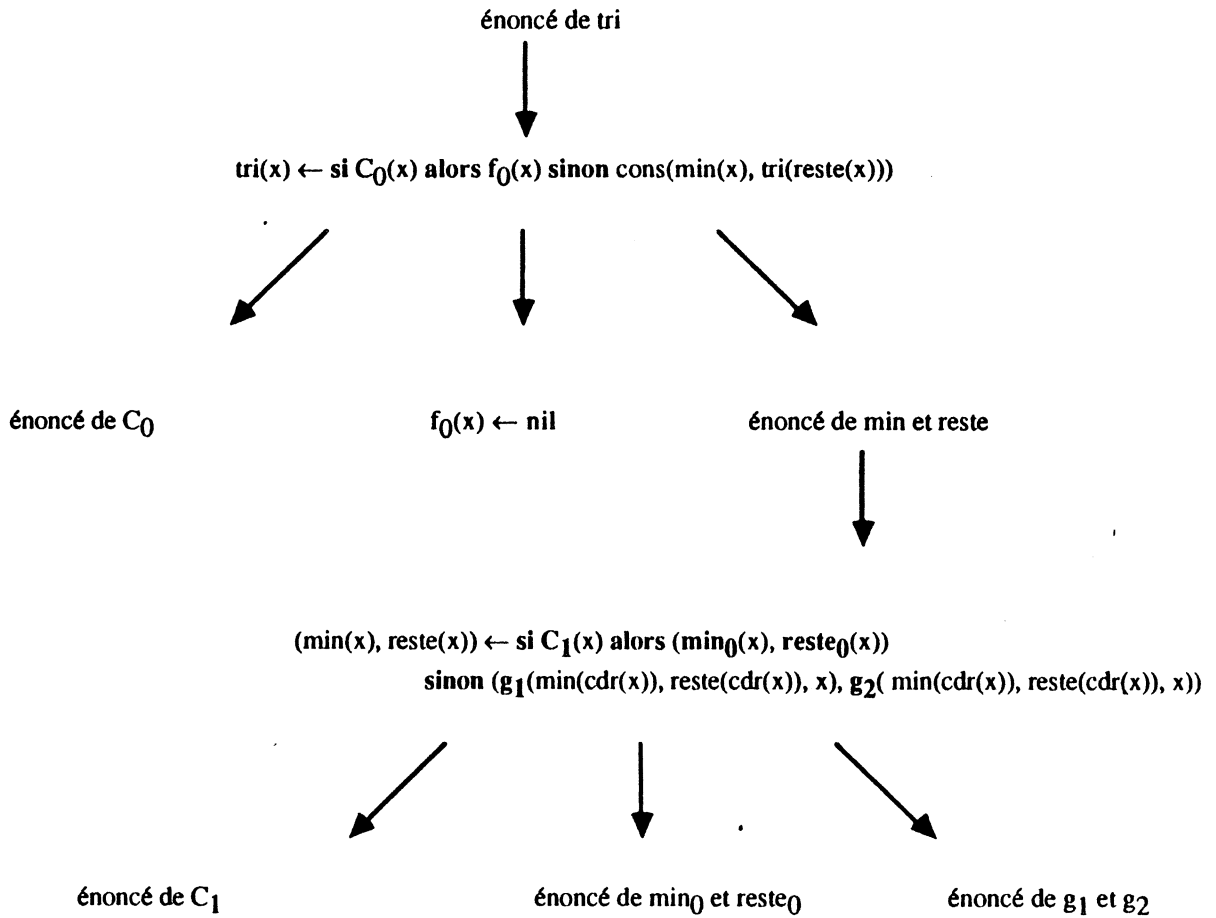 énoncé de tri
tri(x) ← si C0(x) alors f0(x) sinon cons(min(x), tri(reste(x)))
énoncé de C0
f0(x) ← nil
énoncé de min et reste
(min(x), reste(x)) ← si C1(x) alors (min0(x), reste0(x))
sinon (g1(min(cdr(x)), reste(cdr(x)), x), g2( min(cdr(x)), reste(cdr(x)), x))
énoncé de C1
énoncé de min0 et reste0
énoncé de g1 et g2